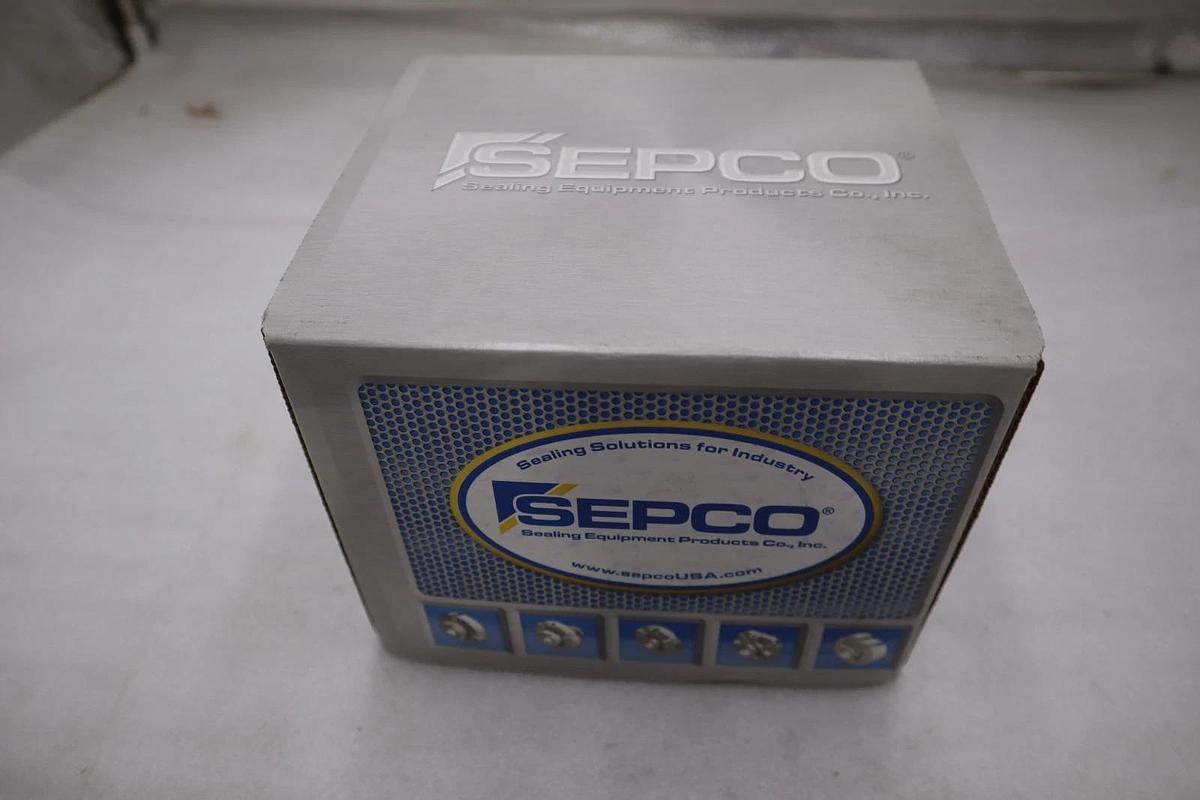 SEPCO®
Sealing Equipment Products Co., Inc.
Sealing Solutions for Industry
SEPCO®
Sealing Equipment Products Co., Inc.
www.sepcoUSA.com